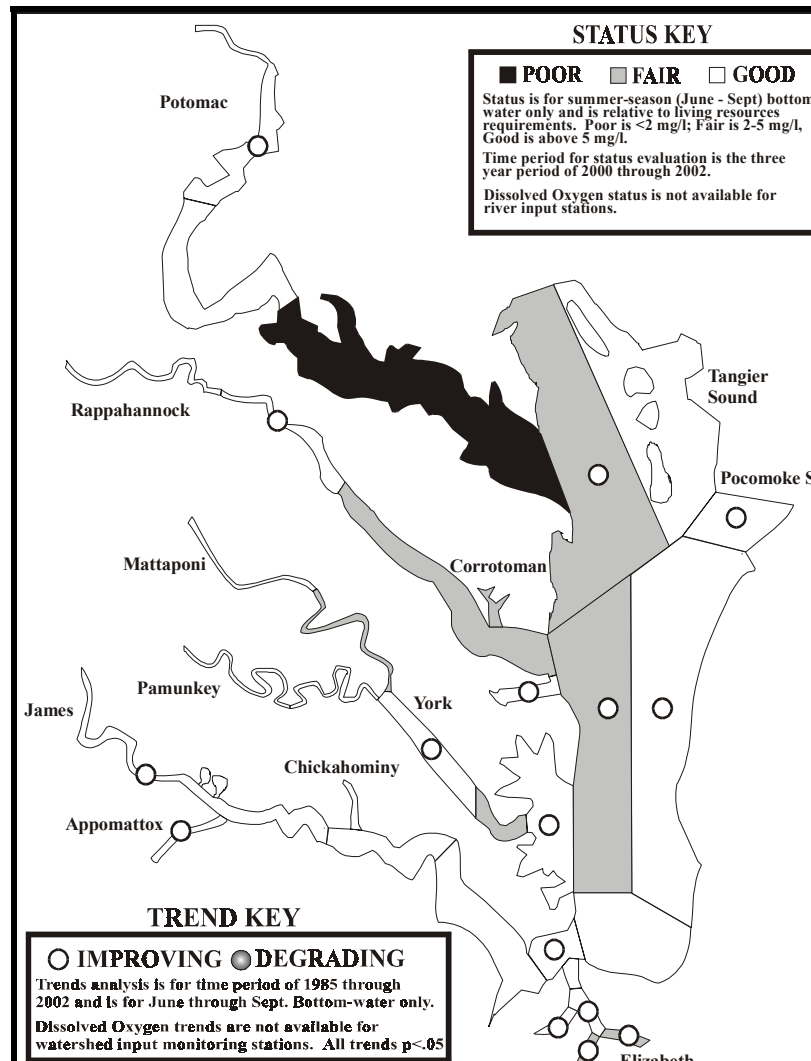 STATUS KEY
POOR FAIR GOOD
Status is for summer-season (June - Sept) bottom
water only and is relative to living resources
requirements. Poor is <2 mg/l; Fair is 2-5 mg/l,
Good is above 5 mg/l.
Time period for status evaluation is the three
year period of 2000 through 2002.
Dissolved Oxygen status is not available for
river input stations.
Potomac
Rappahannock
Tangier
Sound
Pocomoke S
Mattaponi
Corrotoman
Pamunkey
York
James
Chickahominy
Appomattox
TREND KEY
IMPROVING DEGRADING
Trends analysis is for time period of 1985 through
2002 and is for June through Sept. Bottom-water only.
Dissolved Oxygen trends are not available for
watershed input monitoring stations. All trends p<.05
Elizabeth